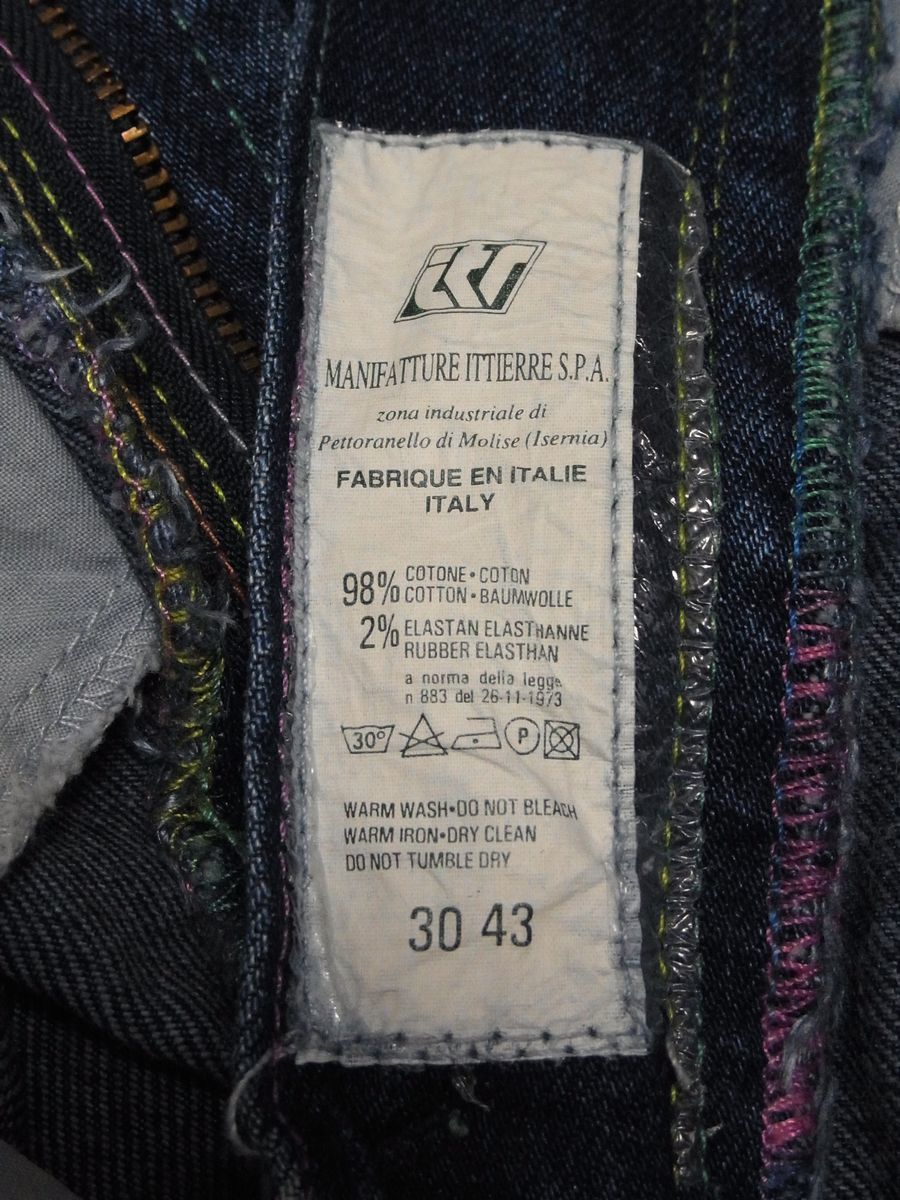 itti
MANIFATTURE ITTIERRE S.P.A.
zona industriale di
Pettoranello di Molise (Isernia)
FABRIQUE EN ITALIE
ITALY
98% COTONE•COTON
COTTON•BAUMWOLLE
2% ELASTAN ELASTHANNE
RUBBER ELASTHAN
a norma della legge
n 883 del 26-11-1973
30° P
WARM WASH•DO NOT BLEACH
WARM IRON•DRY CLEAN
DO NOT TUMBLE DRY
30 43